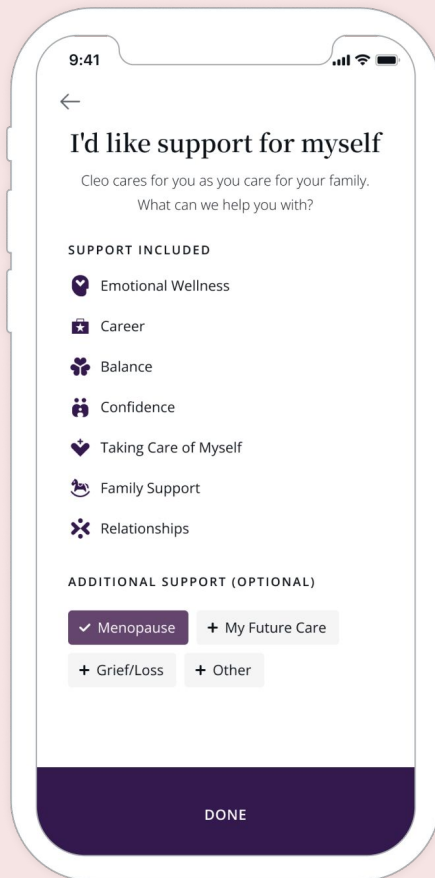 9:41
I'd like support for myself
Cleo cares for you as you care for your family.
What can we help you with?
SUPPORT INCLUDED
Emotional Wellness
Career
Balance
Confidence
Taking Care of Myself
Family Support
Relationships
ADDITIONAL SUPPORT (OPTIONAL)
Menopause + My Future Care
+ Grief/Loss + Other
DONE